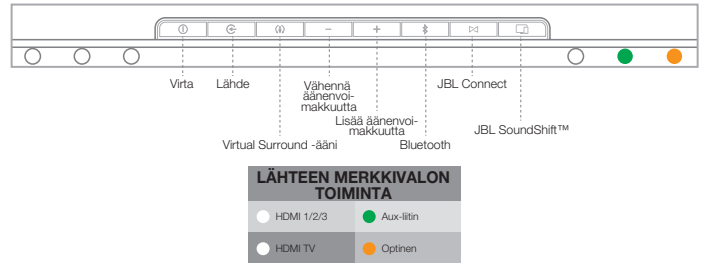 Virta
Lähde
Vähennä
äänenvoi-
makkuutta
JBL Connect
Lisää äänenvoi-
makkuutta
JBL SoundShift™
Virtual Surround -ääni
Bluetooth
LÄHTEEN MERKKIVALON
TOIMINTA
HDMI 1/2/3
Aux-liitin
HDMI TV
Optinen